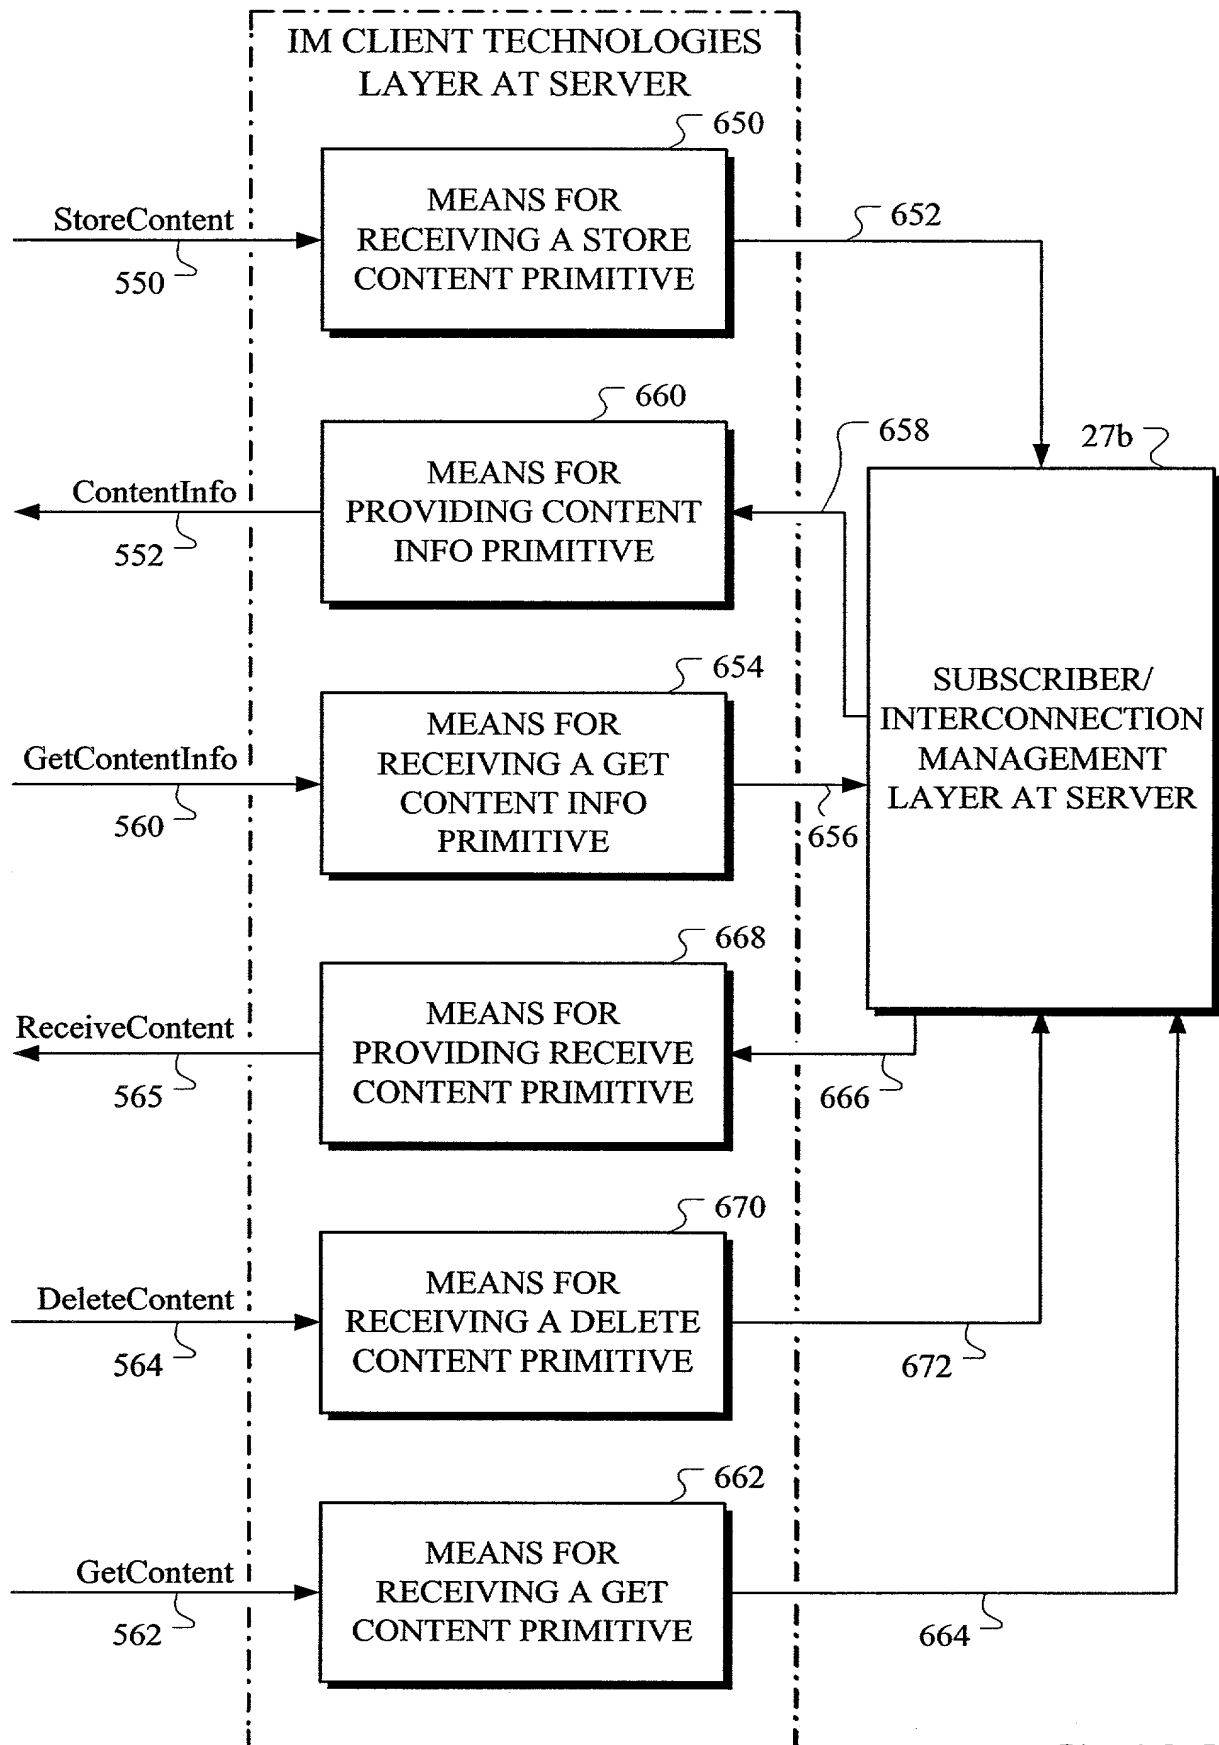 IM CLIENT TECHNOLOGIES
LAYER AT SERVER
650
MEANS FOR
RECEIVING A STORE
CONTENT PRIMITIVE
StoreContent
550
652
660
MEANS FOR
PROVIDING CONTENT
INFO PRIMITIVE
ContentInfo
552
658
27b
SUBSCRIBER/
INTERCONNECTION
MANAGEMENT
LAYER AT SERVER
654
MEANS FOR
RECEIVING A GET
CONTENT INFO
PRIMITIVE
GetContentInfo
560
656
668
MEANS FOR
PROVIDING RECEIVE
CONTENT PRIMITIVE
ReceiveContent
565
666
670
MEANS FOR
RECEIVING A DELETE
CONTENT PRIMITIVE
DeleteContent
564
672
662
MEANS FOR
RECEIVING A GET
CONTENT PRIMITIVE
GetContent
562
664